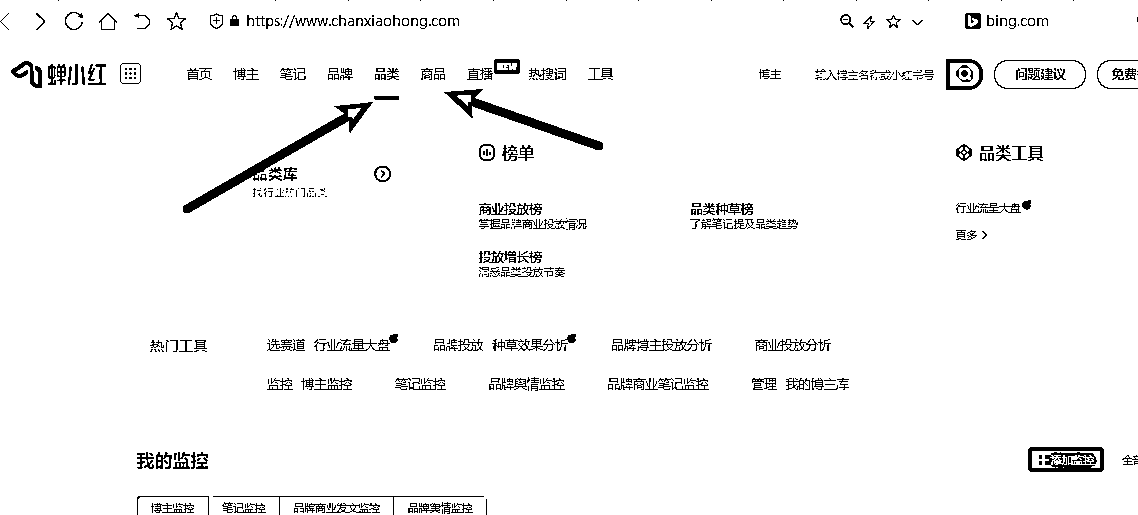 https://www.chanxiaohong.com
bing.com
蝉小红 首页 博主 笔记 品牌 品类 商品 直播 热搜词 工具 博主 输入博主名称或小红书号 问题建议 免费
榜单 品类工具
品类库
找行业热门品类
商业投放榜 品类种草榜 行业流量大盘
掌握品牌商业投放情况 了解笔记提及品类趋势
更多
投放增长榜
洞悉品类投放节奏
热门工具 选赛道 行业流量大盘 品牌投放 种草效果分析 品牌博主投放分析 商业投放分析
监控 博主监控 笔记监控 品牌舆情监控 品牌商业笔记监控 管理 我的博主库
我的监控 添加监控 全部
博主监控 笔记监控 品牌商业发文监控 品牌舆情监控